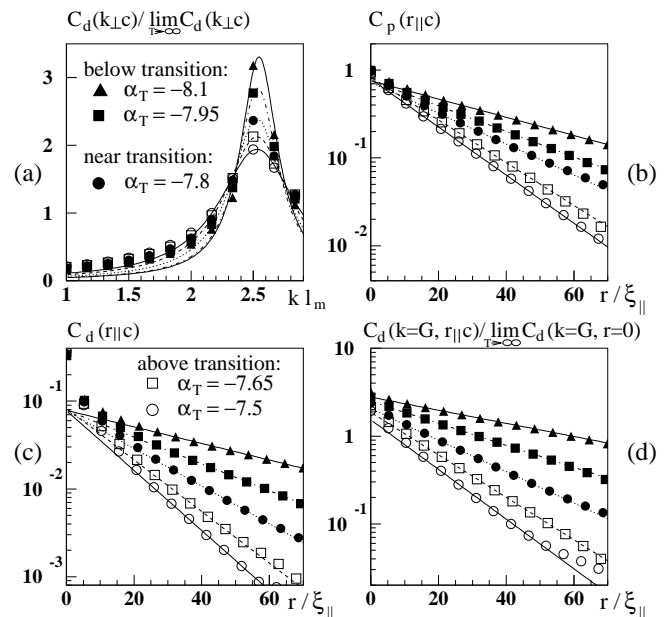 C_d(k⊥c)/ lim_{T->∞} C_d(k⊥c)
3
2
1
0
1
1.5
2
2.5
k l_m
below transition:
▲ α_T = −8.1
■ α_T = −7.95
near transition:
● α_T = −7.8
(a)
C_p(r||c)
1
10^-1
10^-2
0
20
40
60
r/ξ_||
(b)
C_d(r||c)
10^-1
10^-2
10^-3
0
20
40
60
r/ξ_||
above transition:
□ α_T = −7.65
○ α_T = −7.5
(c)
C_d(k=G, r||c)/ lim_{T->∞} C_d(k=G, r=0)
10
1
10^-1
0
20
40
60
r/ξ_||
(d)